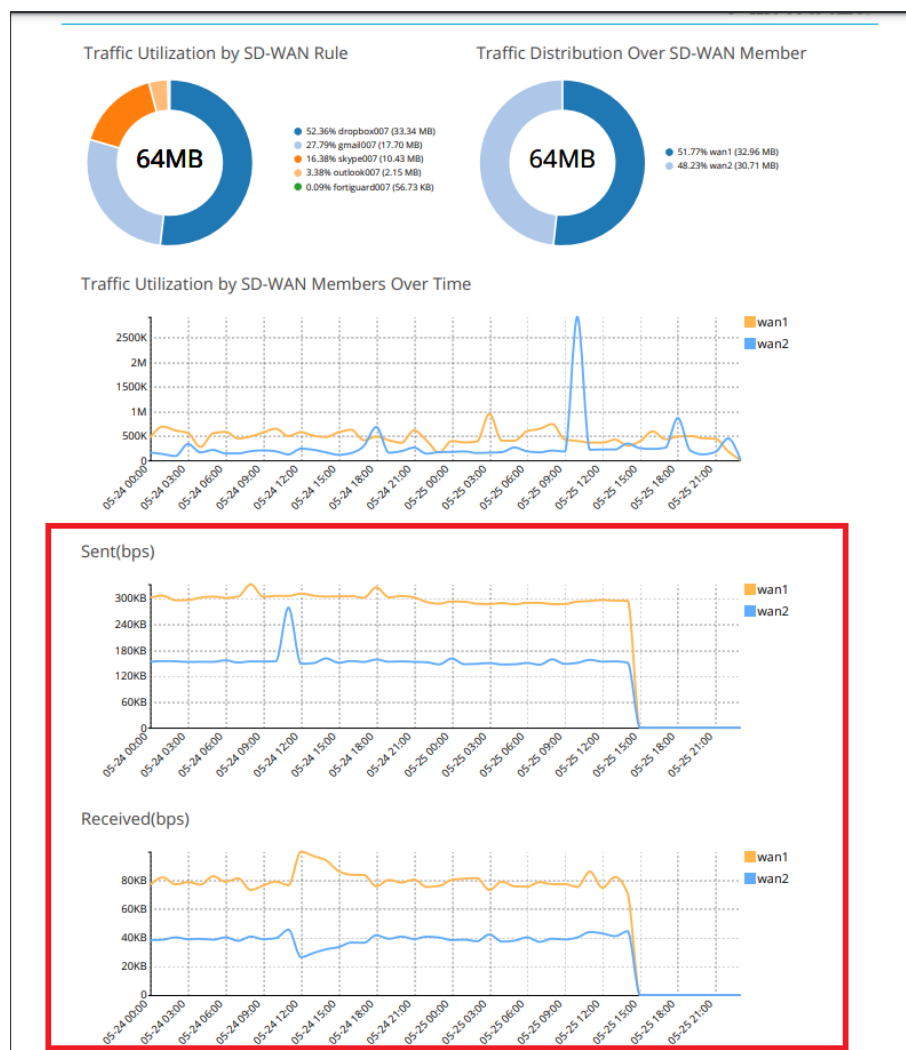 Traffic Utilization by SD-WAN Rule
Traffic Distribution Over SD-WAN Member
64MB
52.36% dropbox007 (33.34 MB)
27.79% gmail007 (17.70 MB)
16.38% skype007 (10.43 MB)
3.38% outlook007 (2.15 MB)
0.09% fortiguard007 (56.73 KB)
64MB
51.77% wan1 (32.96 MB)
48.23% wan2 (30.71 MB)
Traffic Utilization by SD-WAN Members Over Time
2500K
2M
1500K
1M
500K
0
05-24 00:00
05-24 03:00
05-24 06:00
05-24 09:00
05-24 12:00
05-24 15:00
05-24 18:00
05-24 21:00
05-25 00:00
05-25 03:00
05-25 06:00
05-25 09:00
05-25 12:00
05-25 15:00
05-25 18:00
05-25 21:00
wan1
wan2
Sent(bps)
300KB
240KB
180KB
120KB
60KB
0
05-24 00:00
05-24 03:00
05-24 06:00
05-24 09:00
05-24 12:00
05-24 15:00
05-24 18:00
05-24 21:00
05-25 00:00
05-25 03:00
05-25 06:00
05-25 09:00
05-25 12:00
05-25 15:00
05-25 18:00
05-25 21:00
wan1
wan2
Received(bps)
80KB
60KB
40KB
20KB
0
05-24 00:00
05-24 03:00
05-24 06:00
05-24 09:00
05-24 12:00
05-24 15:00
05-24 18:00
05-24 21:00
05-25 00:00
05-25 03:00
05-25 06:00
05-25 09:00
05-25 12:00
05-25 15:00
05-25 18:00
05-25 21:00
wan1
wan2